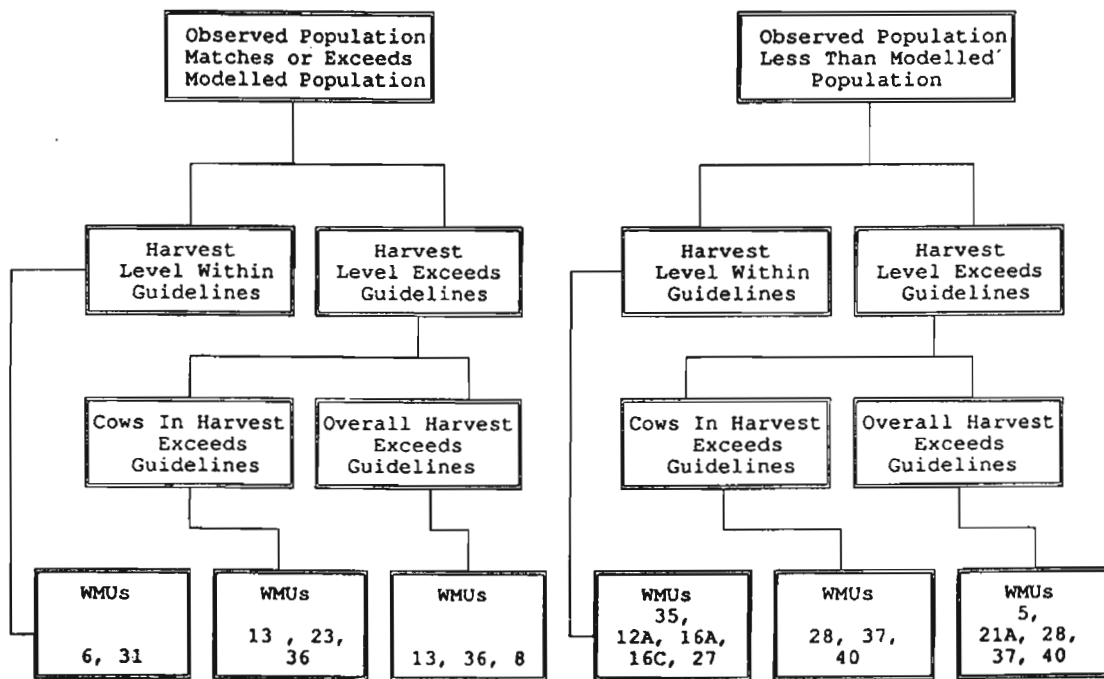 Observed Population
Matches or Exceeds
Modelled Population
Observed Population
Less Than Modelled
Population
Harvest
Level Within
Guidelines
Harvest
Level Exceeds
Guidelines
Harvest
Level Within
Guidelines
Harvest
Level Exceeds
Guidelines
Cows In Harvest
Exceeds
Guidelines
Overall Harvest
Exceeds
Guidelines
Cows In Harvest
Exceeds
Guidelines
Overall Harvest
Exceeds
Guidelines
WMUs
6, 31
WMUs
13 , 23,
36
WMUs
13, 36, 8
WMUs
35,
12A, 16A,
16C, 27
WMUs
28, 37,
40
WMUs
5,
21A, 28,
37, 40